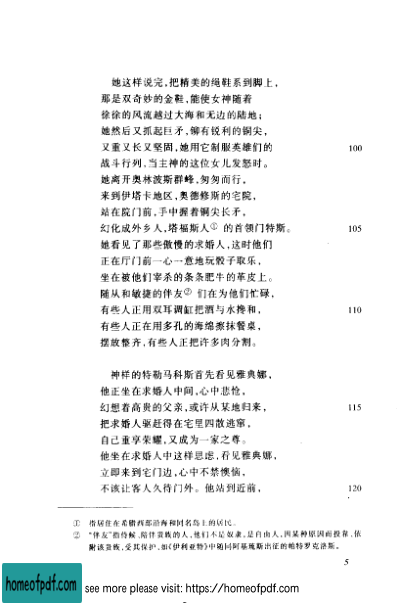 她这样说完,把精美的绳鞋系到脚上,
那是双奇妙的金鞋,能使女神随着
徐徐的风流越过大海和无边的陆地;
她然后又抓起巨矛,铆有锐利的铜尖,
又重又长又坚固,她用它制服英雄们的 100
战斗行列,当主神的这位女儿发怒时。
她离开奥林波斯群峰,匆匆而行,
来到伊塔卡地区,奥德修斯的宅院,
站在院门前,手中握着铜尖长矛,
幻化成外乡人,塔福斯人① 的首领门特斯。 105
她看见了那些傲慢的求婚人,这时他们
正在厅门前一心一意地玩骰子取乐,
坐在被他们宰杀的条条肥牛的革皮上。
随从和敏捷的伴友② 们在为他们忙碌,
有些人正用双耳调缸把酒与水搀和, 110
有些人正在用多孔的海绵擦抹餐桌,
摆放整齐,有些人正把许多肉分割。
神样的特勒马科斯首先看见雅典娜,
他正坐在求婚人中间,心中悲怆,
幻想着高贵的父亲,或许从某地归来, 115
把求婚人驱赶得在宅里四散逃窜,
自己重享荣耀,又成为一家之尊。
他坐在求婚人中这样思虑,看见雅典娜,
立即来到宅门边,心中不禁懊恼,
不该让客人久待门外。他站到近前, 120
① 指居住在希腊西部沿海和同名岛上的居民。
② “伴友”指侍候、陪伴贵族的人,他们不是奴隶,是自由人,因某种原因而投靠、依
附该贵族,受其保护,如《伊利亚特》中随同阿基琉斯出征的帕特罗克洛斯。
5
homeofpdf.com see more please visit: https://homeofpdf.com